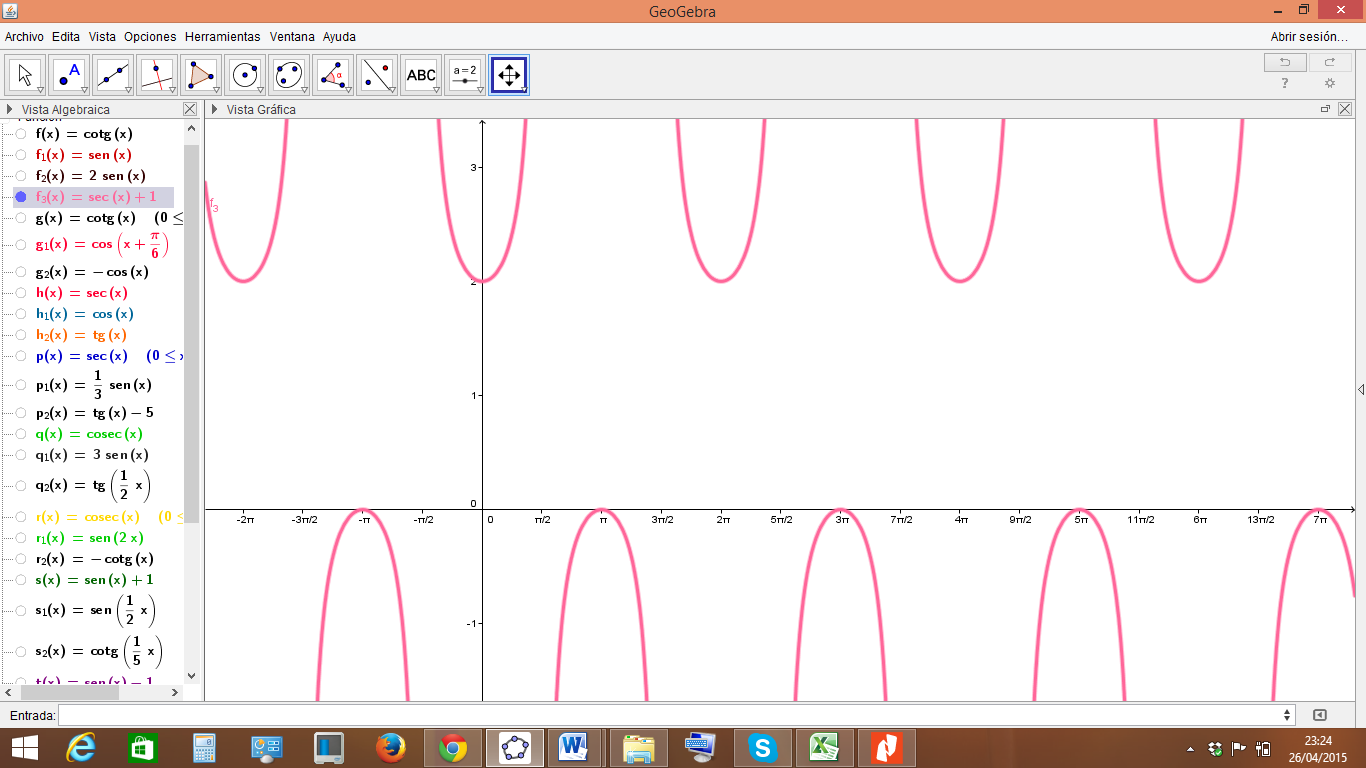 GeoGebra
Archivo Edita Vista Opciones Herramientas Ventana Ayuda
Abrir sesión...
A
α
ABC
a=2
?
Vista Algebraica
Vista Gráfica
Función
f(x) = cotg(x)
f₁(x) = sen(x)
f₂(x) = 2 sen(x)
f₃(x) = sec(x) + 1
g(x) = cotg(x) (0 ≤
g₁(x) = cos(x + π/6)
g₂(x) = −cos(x)
h(x) = sec(x)
h₁(x) = cos(x)
h₂(x) = tg(x)
p(x) = sec(x) (0 ≤ x
p₁(x) = 1/3 sen(x)
p₂(x) = tg(x) − 5
q(x) = cosec(x)
q₁(x) = 3 sen(x)
q₂(x) = tg(1/2 x)
r(x) = cosec(x) (0 ≤
r₁(x) = sen(2 x)
r₂(x) = −cotg(x)
s(x) = sen(x) + 1
s₁(x) = sen(1/2 x)
s₂(x) = cotg(1/5 x)
t(x) = sen(x) − 1
f₃
3
2
1
0
-1
-2π -3π/2 -π -π/2 0 π/2 π 3π/2 2π 5π/2 3π 7π/2 4π 9π/2 5π 11π/2 6π 13π/2 7π
Entrada:
23:24
26/04/2015